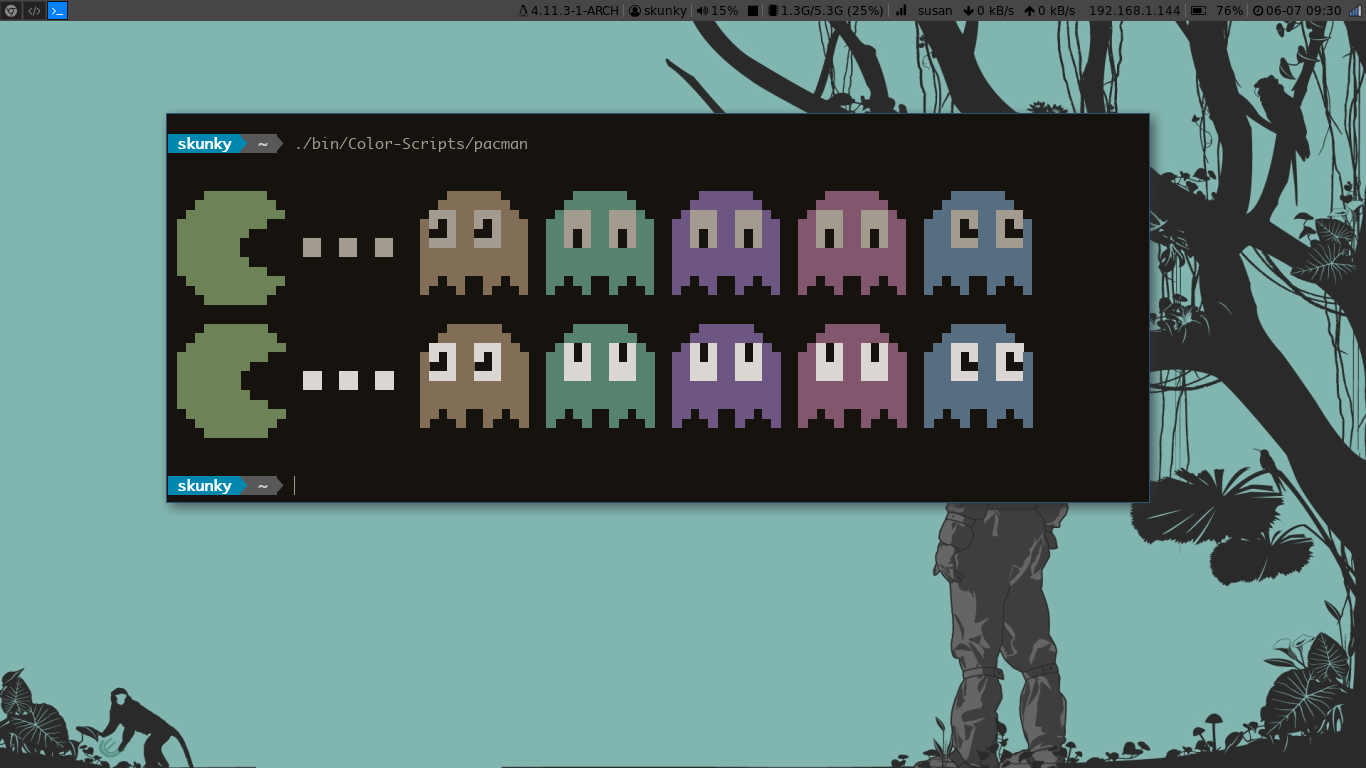 </> >_ 4.11.3-1-ARCH skunky 15% 1.3G/5.3G (25%) susan 0 kB/s 0 kB/s 192.168.1.144 76% 06-07 09:30
skunky ~ ./bin/Color-Scripts/pacman
skunky ~